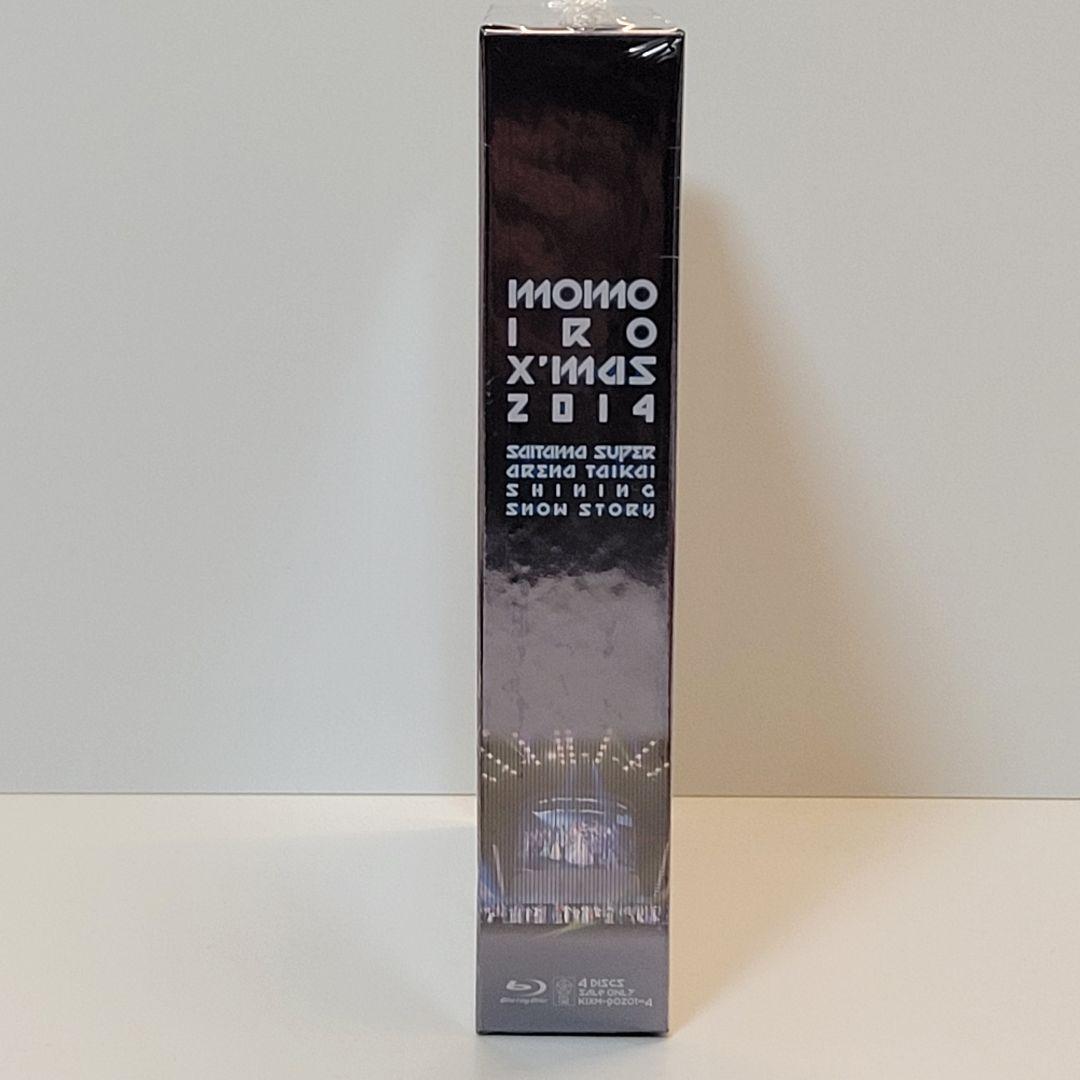 momo
IRO
X'mas
2014
Saitama Super
Arena Taikai
Shining
Snow Story
Blu-ray Disc
4 Discs
Sale Only
KIXM-90201~4